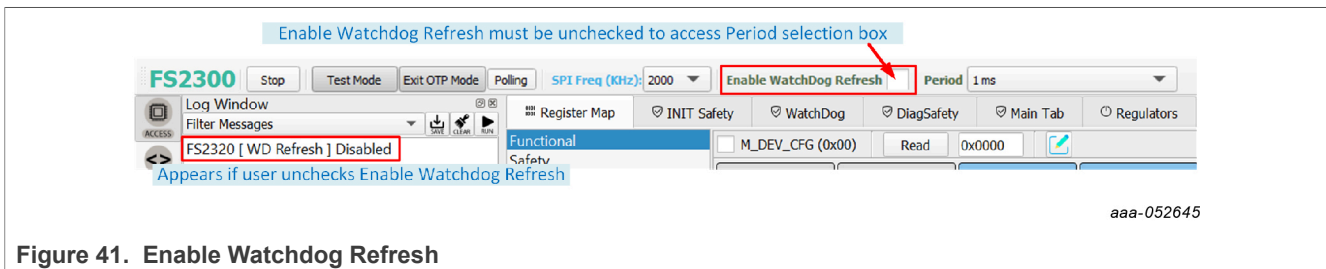 Enable Watchdog Refresh must be unchecked to access Period selection box
FS2300 Stop Test Mode Exit OTP Mode Polling SPI Freq (KHz): 2000 Enable WatchDog Refresh Period 1 ms
Log Window Register Map INIT Safety WatchDog DiagSafety Main Tab Regulators
Filter Messages SAVE CLEAR RUN
ACCESS
FS2320 [ WD Refresh ] Disabled Functional M_DEV_CFG (0x00) Read 0x0000
Safety
Appears if user unchecks Enable Watchdog Refresh
aaa-052645
Figure 41. Enable Watchdog Refresh